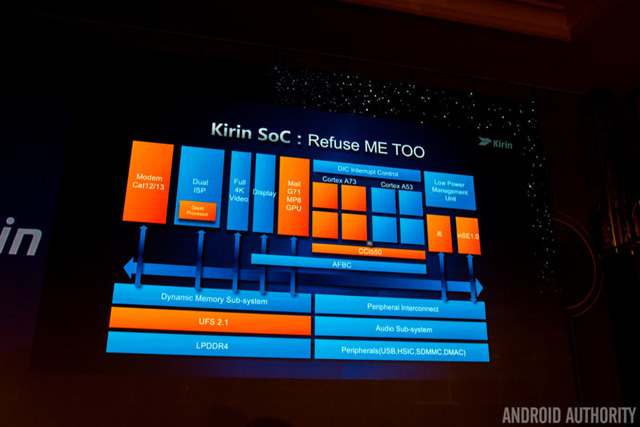 Kirin SoC : Refuse ME TOO
Kirin
in
Modem
Cat12/13
Dual
ISP
Depth
Processor
Full
4K
Video
Display
Mali
G71
MP8
GPU
DIC Interrupt Control
Cortex A73
Cortex A53
CCI550
AFBC
Low Power
Management
Unit
i6
inSE1.0
Dynamic Memory Sub-system
UFS 2.1
LPDDR4
Peripheral Interconnect
Audio Sub-system
Peripherals(USB,HSIC,SDMMC,DMAC)
ANDROID AUTHORITY